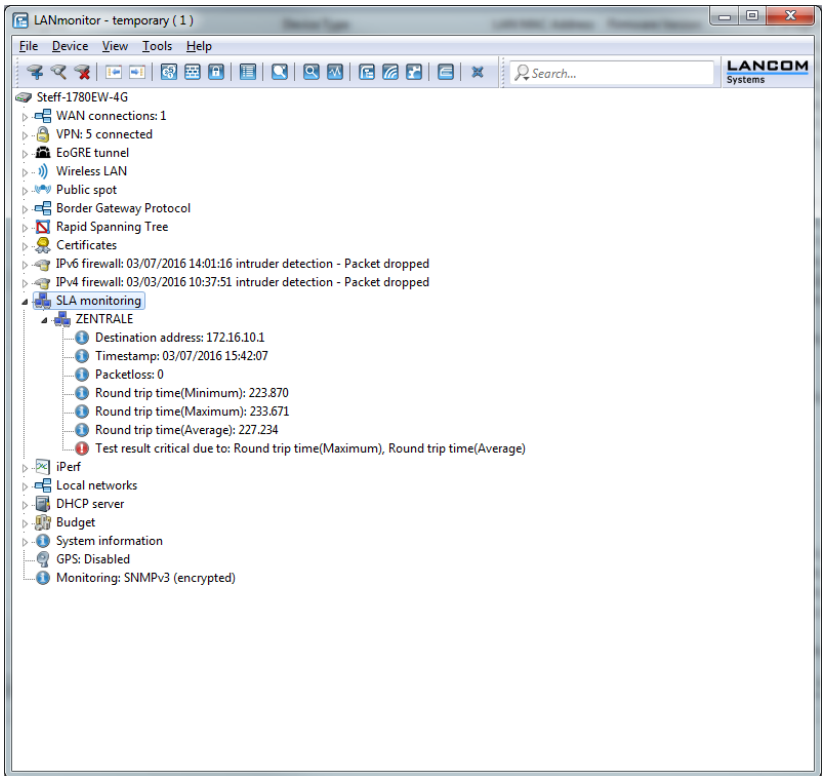 LANmonitor - temporary ( 1 )
File Device View Tools Help
Search...
LANCOM
Systems
Steff-1780EW-4G
WAN connections: 1
VPN: 5 connected
EoGRE tunnel
Wireless LAN
Public spot
Border Gateway Protocol
Rapid Spanning Tree
Certificates
IPv6 firewall: 03/07/2016 14:01:16 intruder detection - Packet dropped
IPv4 firewall: 03/03/2016 10:37:51 intruder detection - Packet dropped
SLA monitoring
ZENTRALE
Destination address: 172.16.10.1
Timestamp: 03/07/2016 15:42:07
Packetloss: 0
Round trip time(Minimum): 223.870
Round trip time(Maximum): 233.671
Round trip time(Average): 227.234
Test result critical due to: Round trip time(Maximum), Round trip time(Average)
iPerf
Local networks
DHCP server
Budget
System information
GPS: Disabled
Monitoring: SNMPv3 (encrypted)